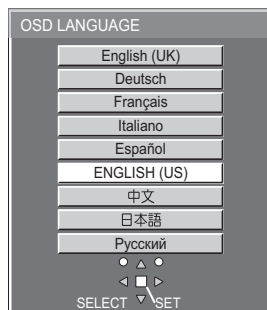 OSD LANGUAGE
English (UK)
Deutsch
Français
Italiano
Español
ENGLISH (US)
中文
日本語
Русский
SELECT SET